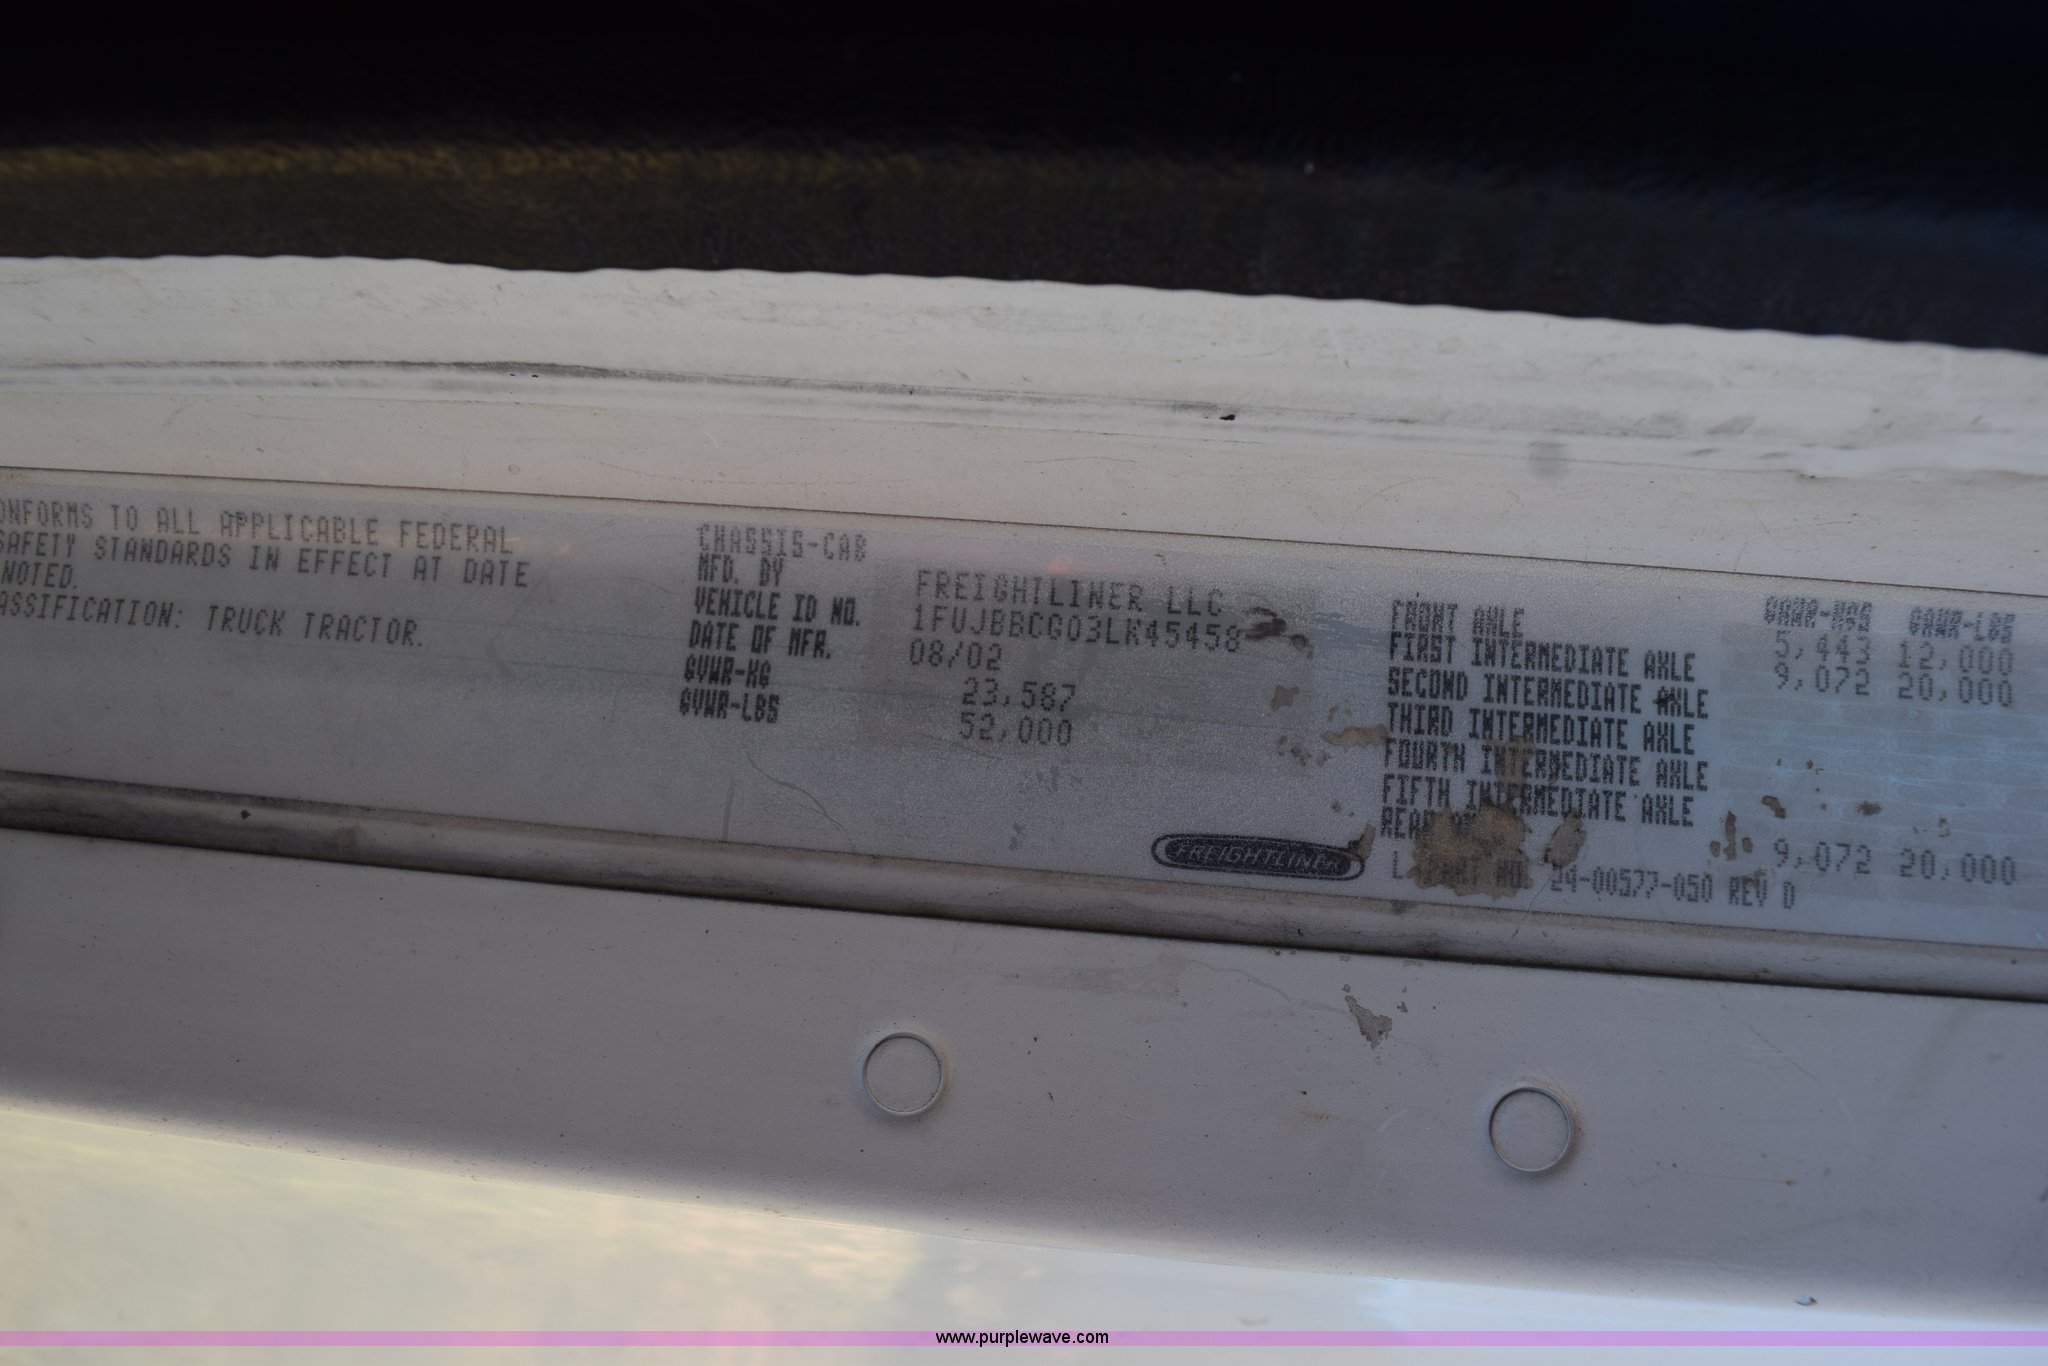 ONFORMS TO ALL APPLICABLE FEDERAL
SAFETY STANDARDS IN EFFECT AT DATE
NOTED.
ASSIFICATION: TRUCK TRACTOR.
CHASSIS-CAB
MFD. BY FREIGHTLINER LLC
VEHICLE ID NO. 1FUJBBCG03LK45458
DATE OF MFR. 08/02
GVWR-KG 23,587
GVWR-LBS 52,000
FREIGHTLINER
GAWR-KGS GAWR-LBS
FRONT AXLE 5,443 12,000
FIRST INTERMEDIATE AXLE 9,072 20,000
SECOND INTERMEDIATE AXLE
THIRD INTERMEDIATE AXLE
FOURTH INTERMEDIATE AXLE
FIFTH INTERMEDIATE AXLE
REAR 9,072 20,000
PART NO. 24-00577-050 REV D
www.purplewave.com